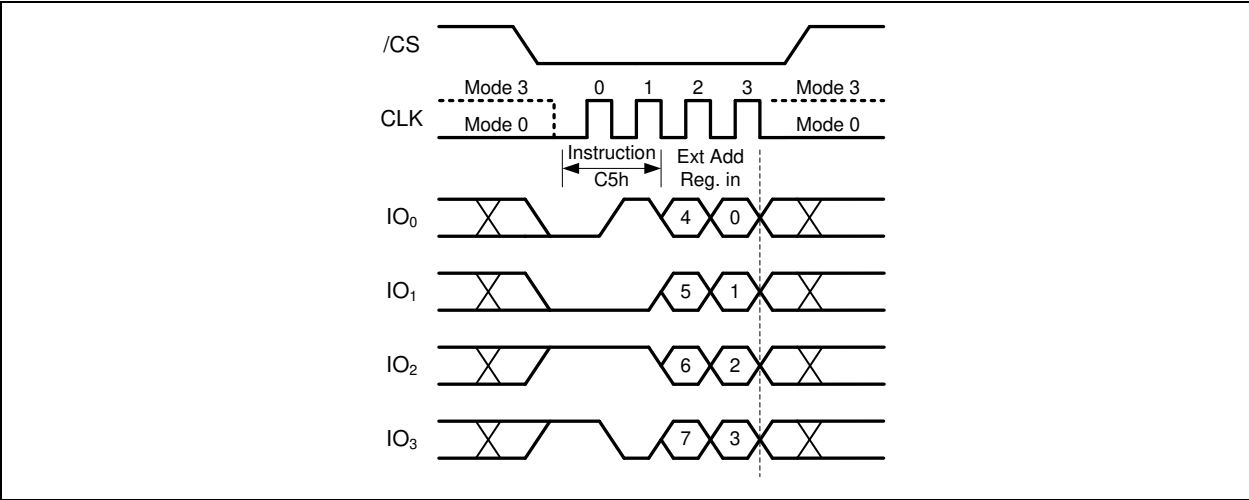 /CS
Mode 3 0 1 2 3 Mode 3
CLK
Mode 0 Mode 0
Instruction Ext Add
C5h Reg. in
IO₀ 4 0
IO₁ 5 1
IO₂ 6 2
IO₃ 7 3